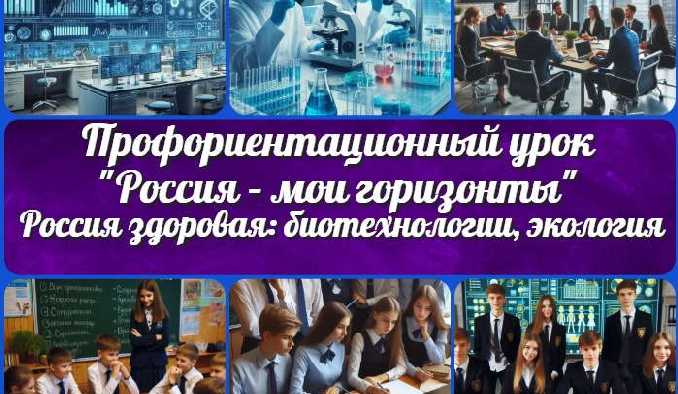 Профориентационный урок
"Россия – мои горизонты"
Россия здоровая: биотехнологии, экология